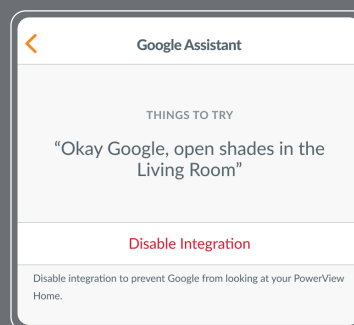 Google Assistant
THINGS TO TRY
“Okay Google, open shades in the
Living Room”
Disable Integration
Disable integration to prevent Google from looking at your PowerView
Home.